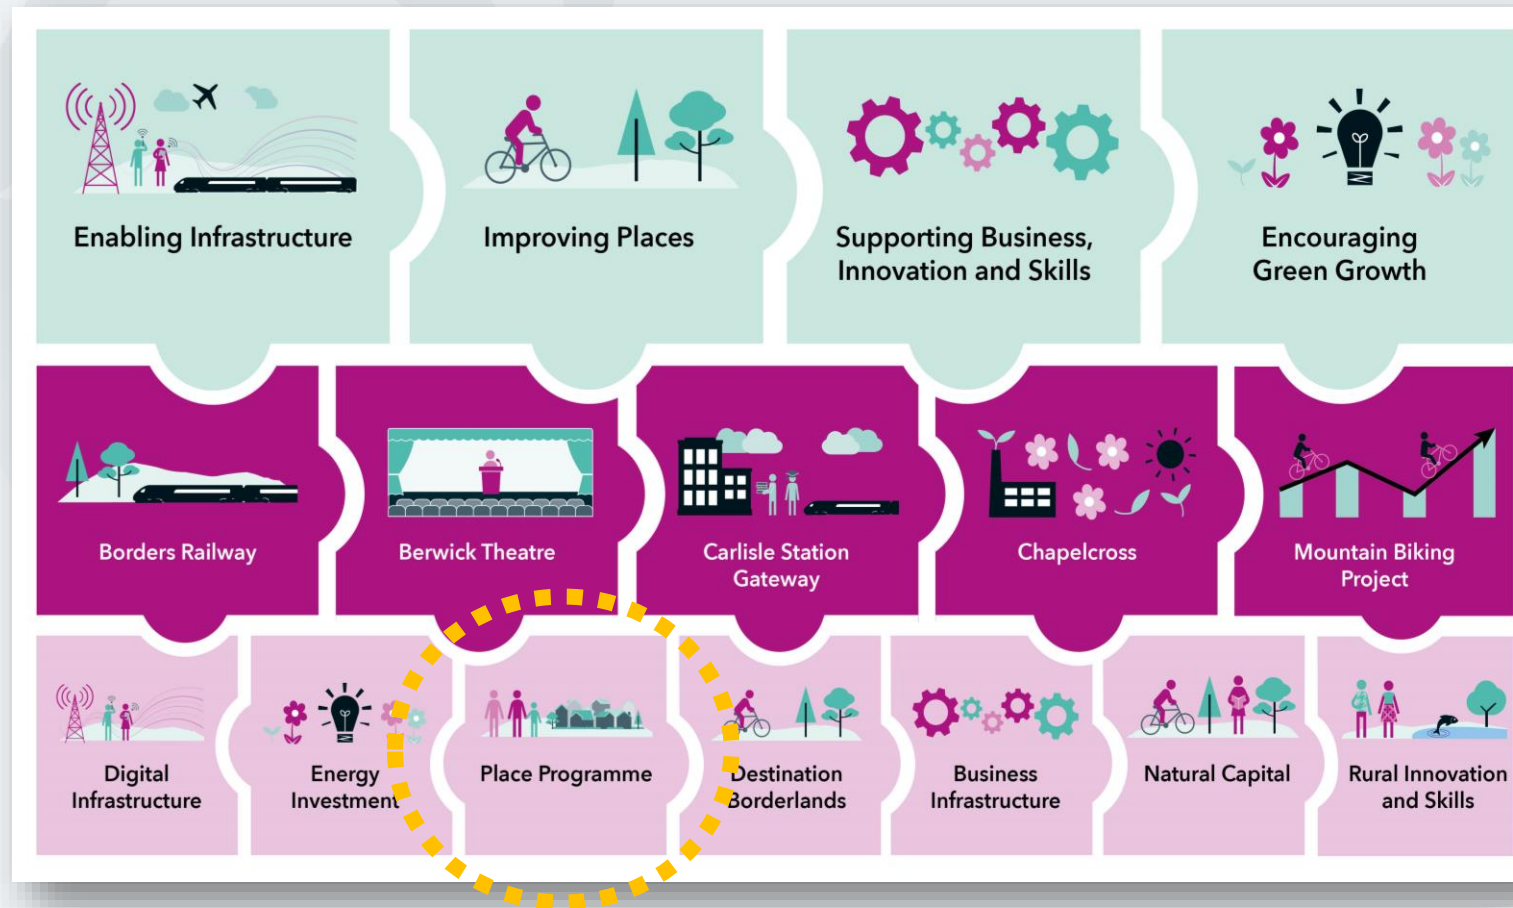 Enabling Infrastructure
Improving Places
Supporting Business,
Innovation and Skills
Encouraging
Green Growth
Borders Railway
Berwick Theatre
Carlisle Station
Gateway
Chapelcross
Mountain Biking
Project
Digital
Infrastructure
Energy
Investment
Place Programme
Destination
Borderlands
Business
Infrastructure
Natural Capital
Rural Innovation
and Skills